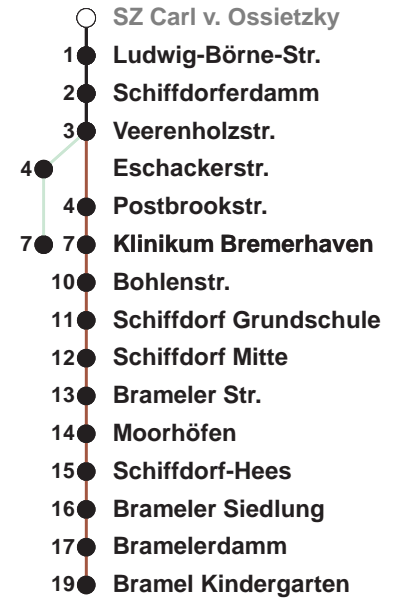 SZ Carl v. Ossietzky
1 Ludwig-Börne-Str.
2 Schiffdorferdamm
3 Veerenholzstr.
4 Eschackerstr.
4 Postbrookstr.
7 7 Klinikum Bremerhaven
10 Bohlenstr.
11 Schiffdorf Grundschule
12 Schiffdorf Mitte
13 Brameler Str.
14 Moorhöfen
15 Schiffdorf-Hees
16 Brameler Siedlung
17 Bramelerdamm
19 Bramel Kindergarten